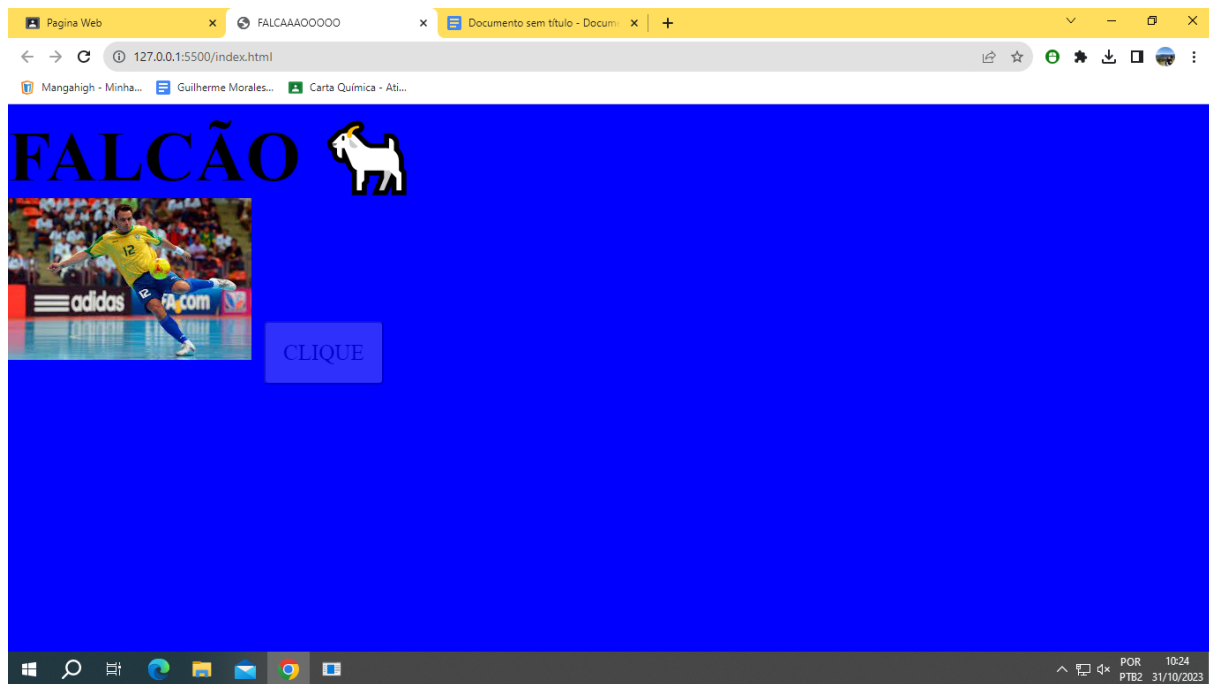 Pagina Web
FALCAAAOOOOO
Documento sem título - Docum
127.0.0.1:5500/index.html
Mangahigh - Minha...
Guilherme Morales...
Carta Química - Ati...
FALCÃO
12
12
adidas
FA.com
CLIQUE
POR
10:24
PTB2
31/10/2023